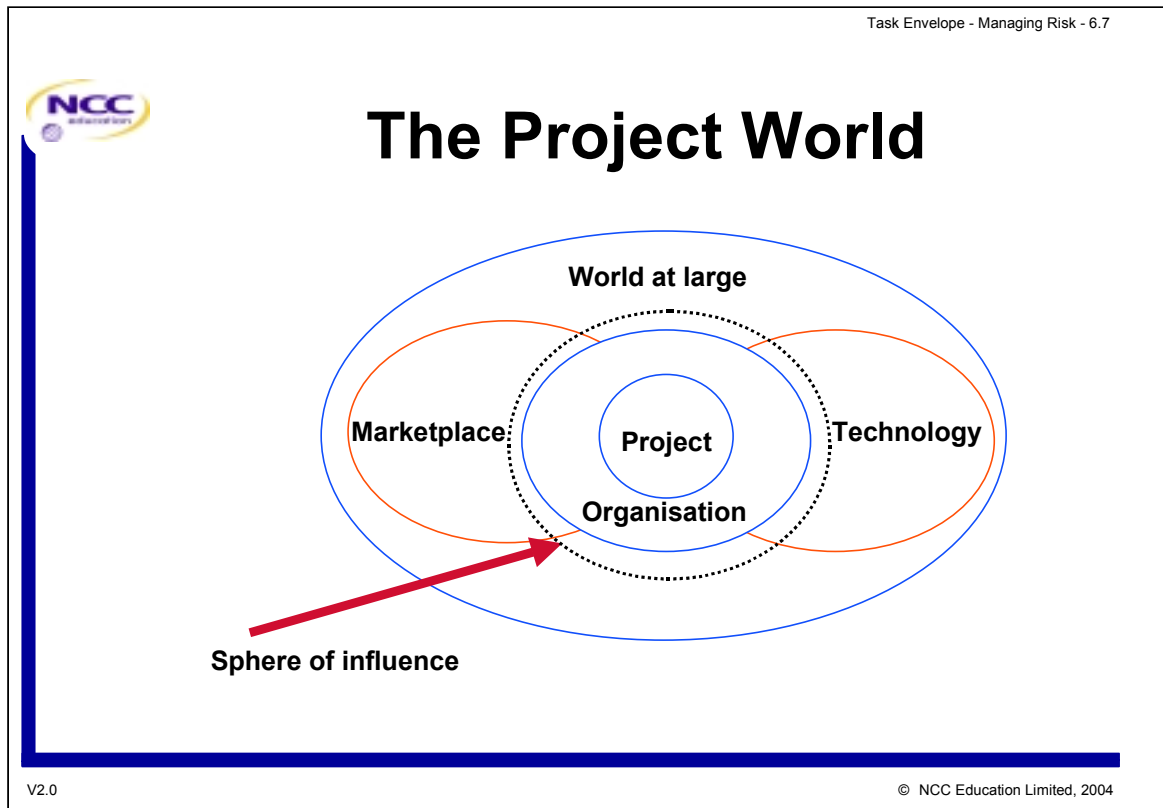 Task Envelope - Managing Risk - 6.7
NCC
education
The Project World
World at large
Marketplace
Project
Technology
Organisation
Sphere of influence
V2.0
© NCC Education Limited, 2004